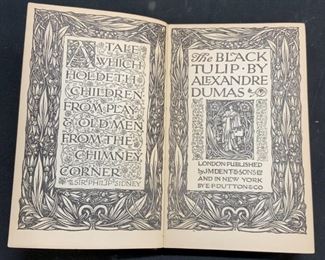 A TALE
WHICH
HOLDETH
CHILDREN
FROM PLAY
& OLD MEN
FROM THE
CHIMNEY
CORNER
SIR PHILIP SIDNEY
The BLACK
TULIP · BY
ALEXANDRE
DUMAS
LONDON PUBLISHED
by J·M·DENT & SONS Ltd
AND IN NEW YORK
BY E·P·DUTTON & CO